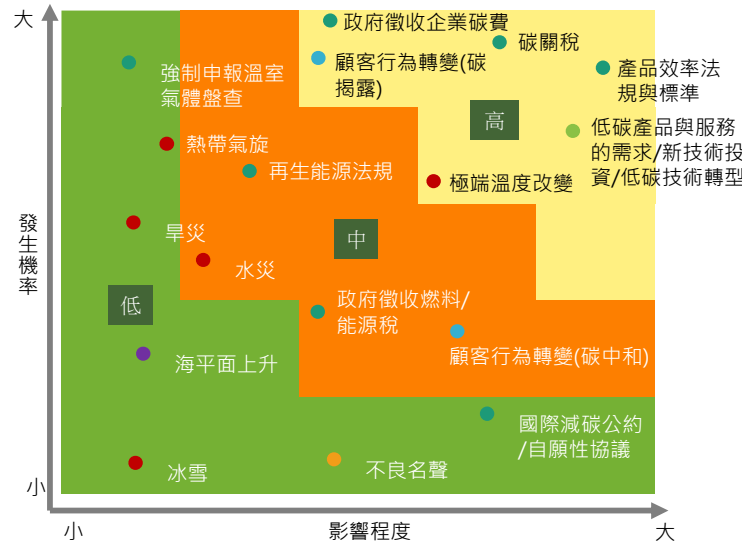 大
政府徵收企業碳費
碳關稅
顧客行為轉變(碳
揭露)
強制申報溫室
氣體盤查
產品效率法
規與標準
高
低碳產品與服務
的需求/新技術投
資/低碳技術轉型
熱帶氣旋
再生能源法規
極端溫度改變
發生機率
旱災
中
水災
低
政府徵收燃料/
能源稅
顧客行為轉變(碳中和)
海平面上升
國際減碳公約
/自願性協議
冰雪
不良名聲
小
小
影響程度
大